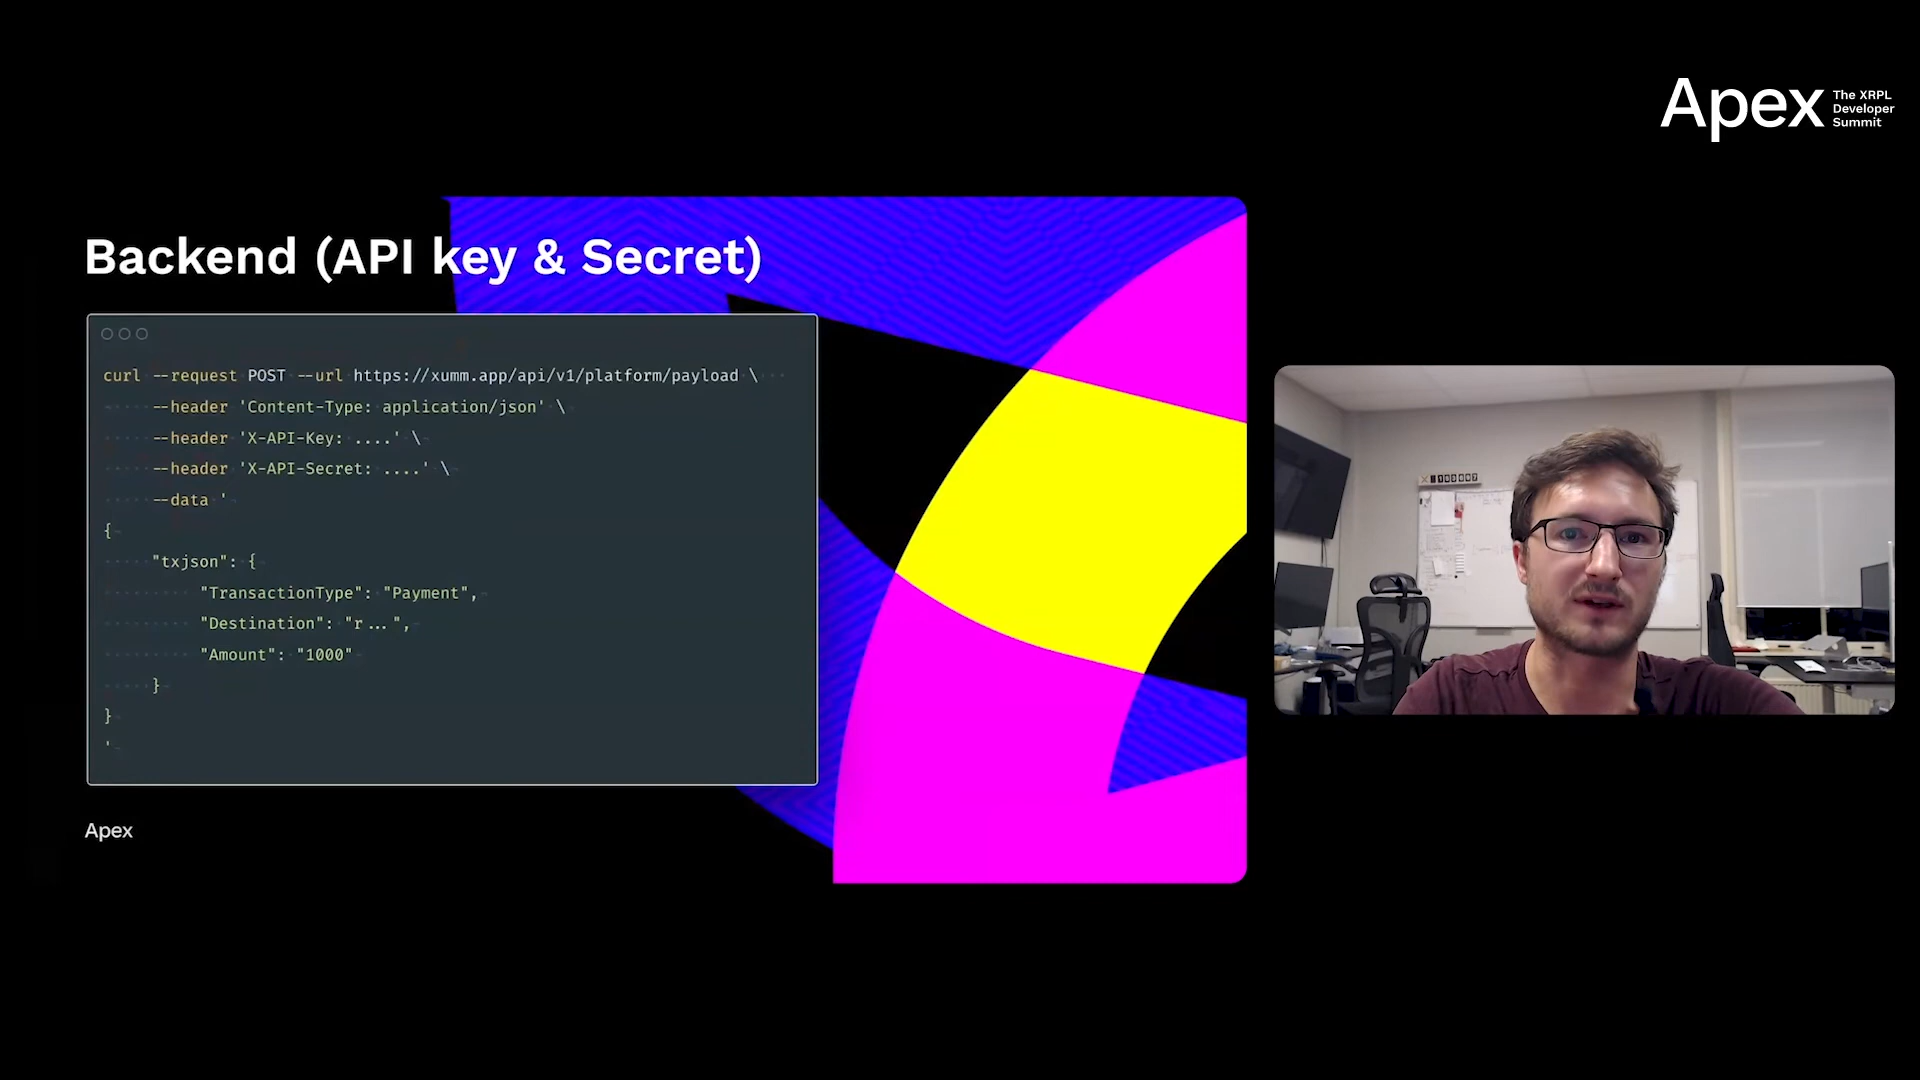 Apex
The XRPL
Developer
Summit
Backend (API key & Secret)
curl --request POST --url https://xumm.app/api/v1/platform/payload \
--header 'Content-Type: application/json' \
--header 'X-API-Key: ....' \
--header 'X-API-Secret: ....' \
--data '
{
"txjson": {
"TransactionType": "Payment",
"Destination": "r...",
"Amount": "1000"
}
}
'
Apex